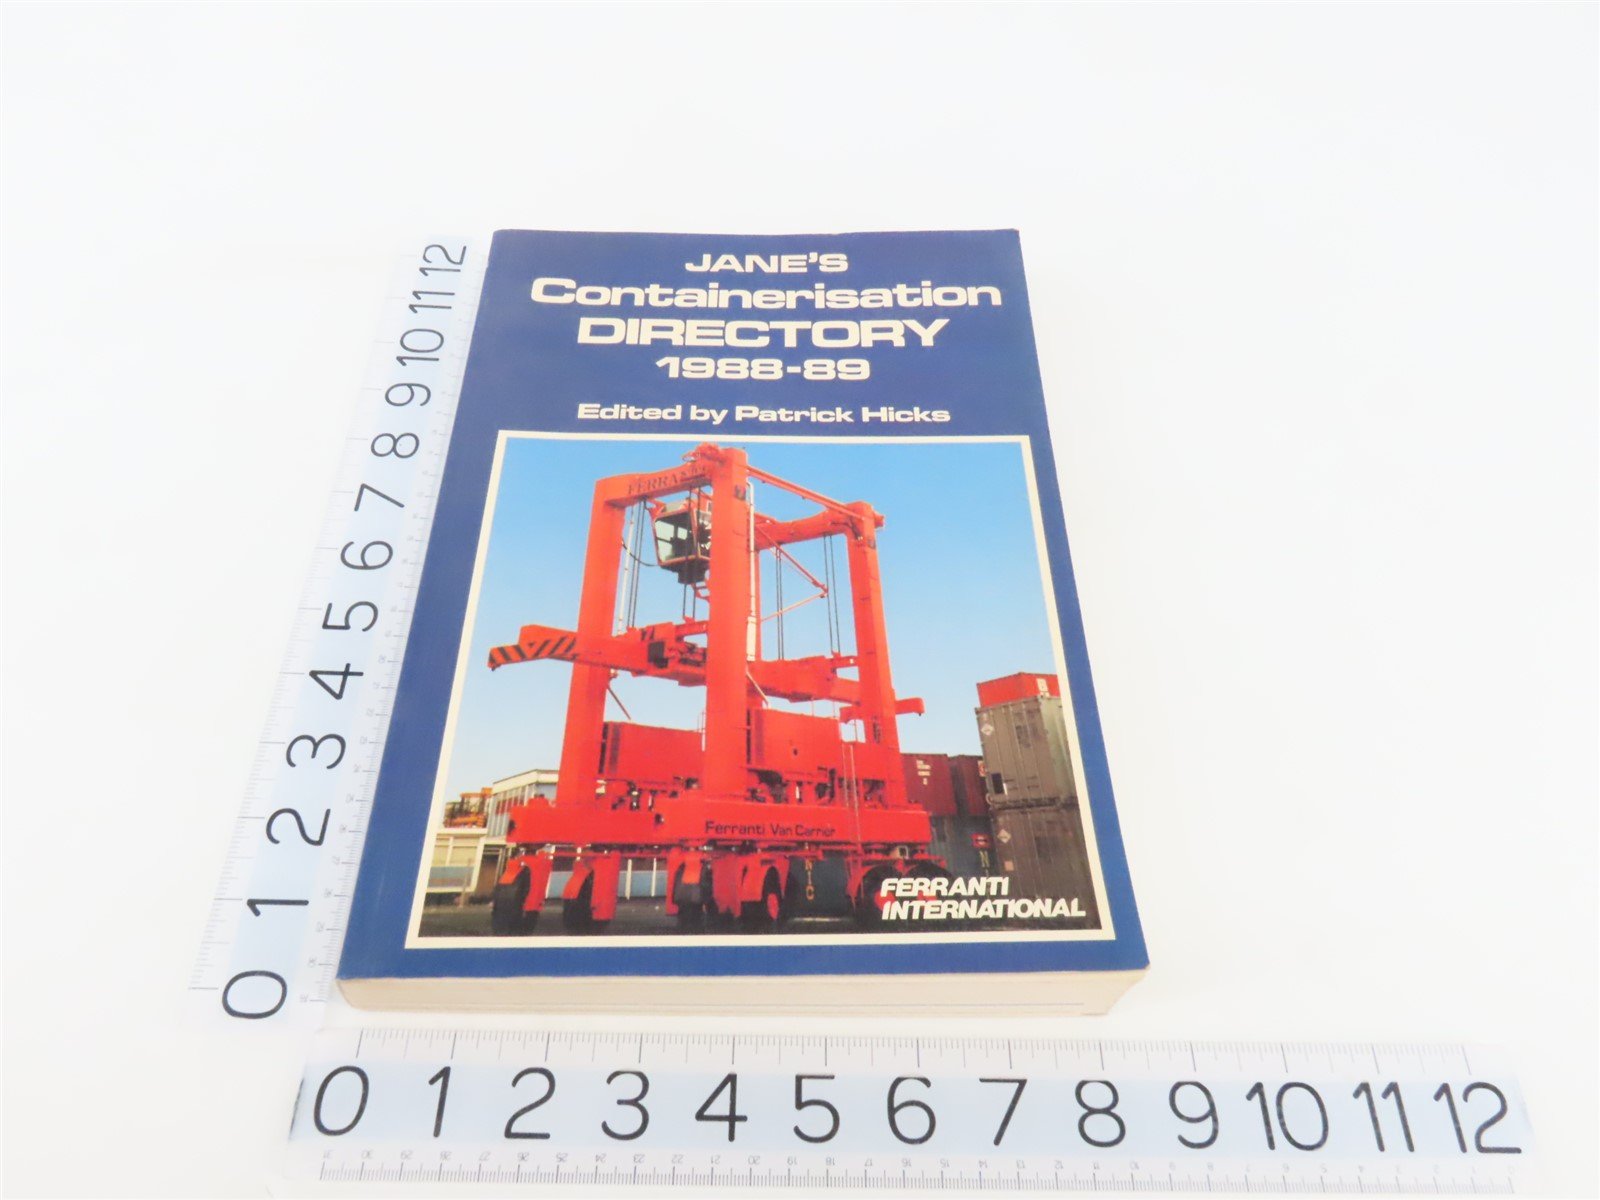 JANE'S
Containerisation
DIRECTORY
1988-89
Edited by Patrick Hicks
FERRANTI
Ferranti Van Carrier
NIC
FERRANTI
INTERNATIONAL
0 1 2 3 4 5 6 7 8 9 10 11 12
0 1 2 3 4 5 6 7 8 9 10 11 12